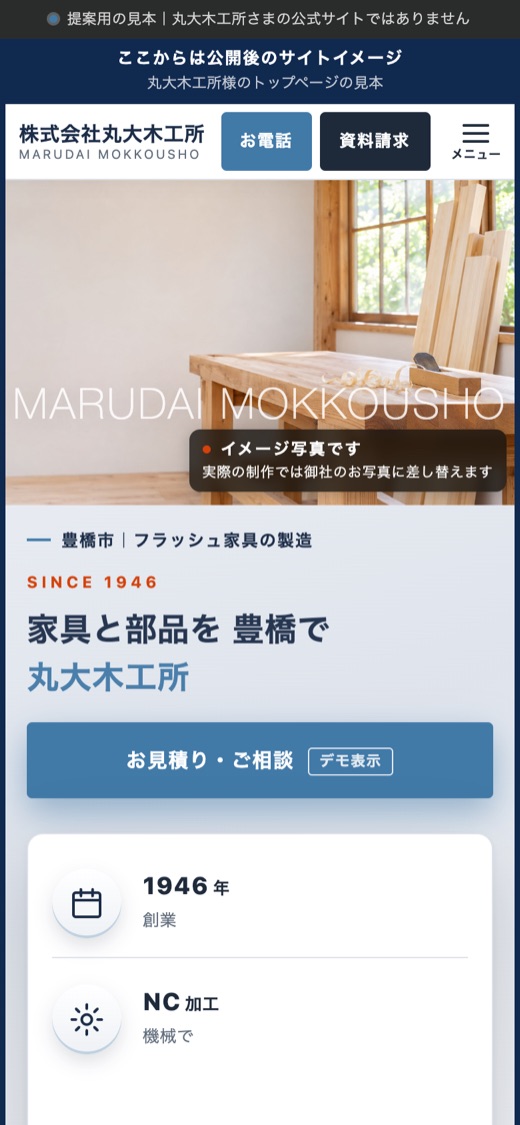 提案用の見本｜丸大木工所さまの公式サイトではありません
ここからは公開後のサイトイメージ
丸大木工所様のトップページの見本
株式会社丸大木工所
MARUDAI MOKKOUSHO
お電話
資料請求
メニュー
MARUDAI MOKKOUSHO
イメージ写真です
実際の制作では御社のお写真に差し替えます
豊橋市｜フラッシュ家具の製造
SINCE 1946
家具と部品を 豊橋で
丸大木工所
お見積り・ご相談 デモ表示
1946 年
創業
NC 加工
機械で